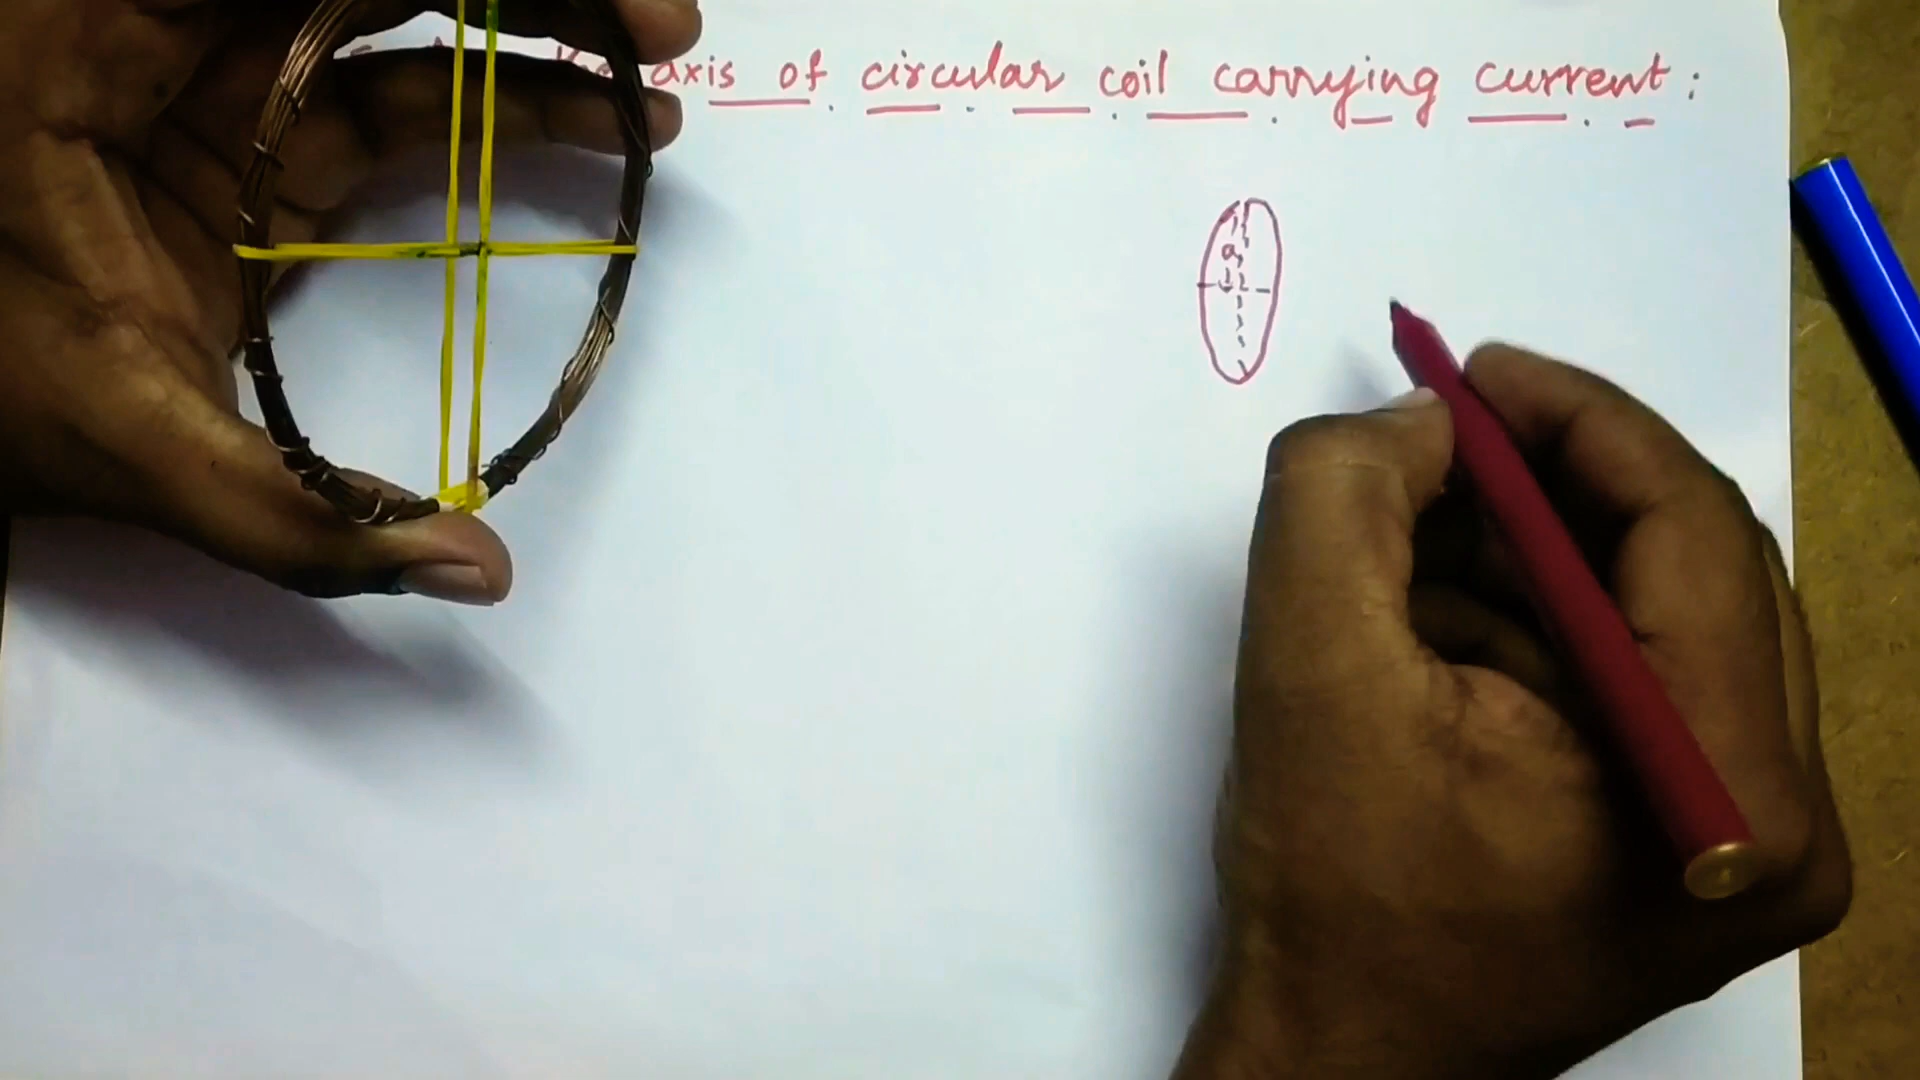 axis of circular coil carrying current :
a